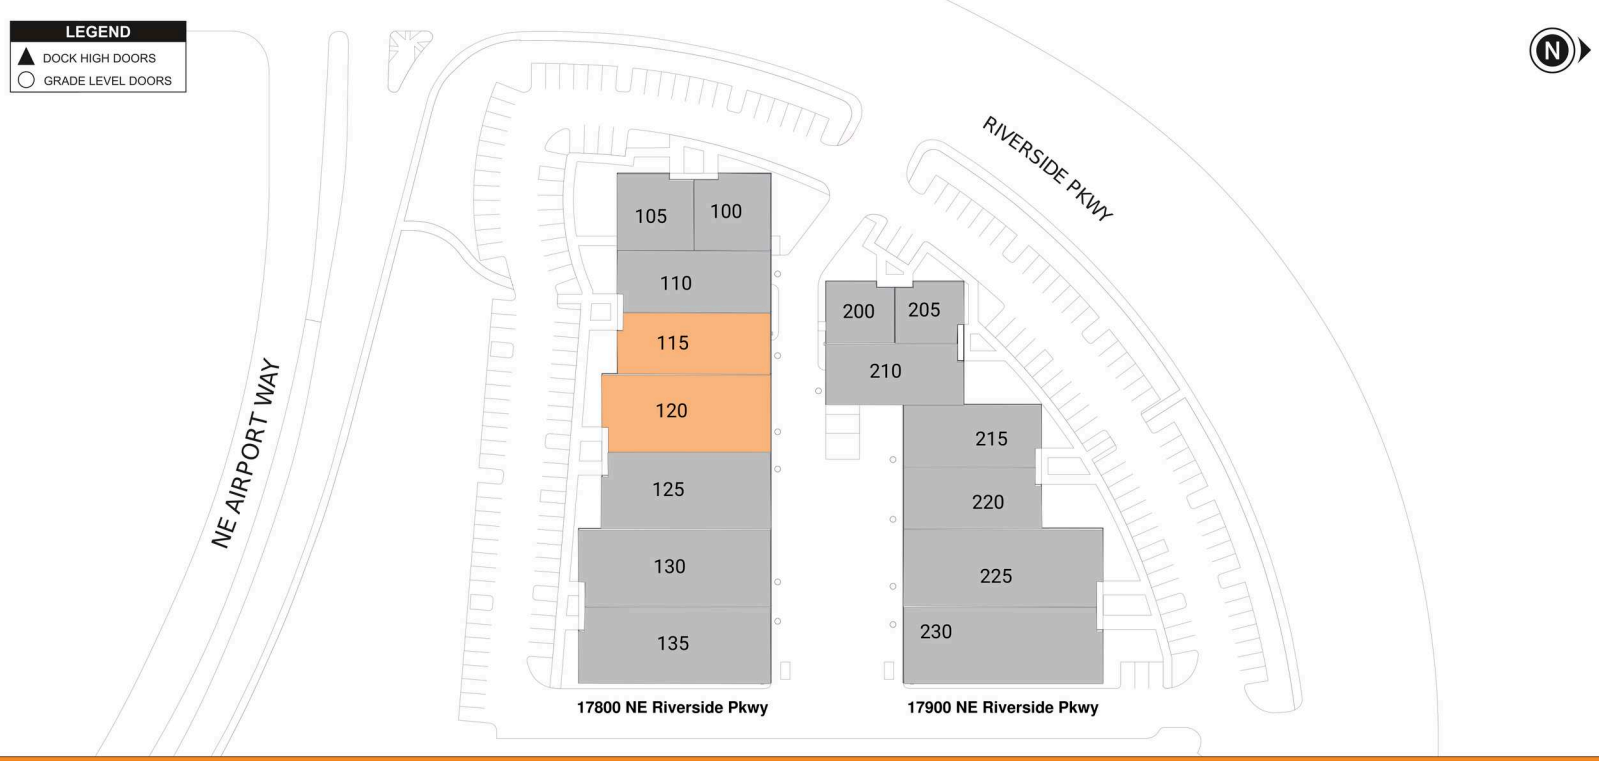 LEGEND
DOCK HIGH DOORS
GRADE LEVEL DOORS
N
RIVERSIDE PKWY
NE AIRPORT WAY
105
100
110
115
120
125
130
135
200
205
210
215
220
225
230
17800 NE Riverside Pkwy
17900 NE Riverside Pkwy